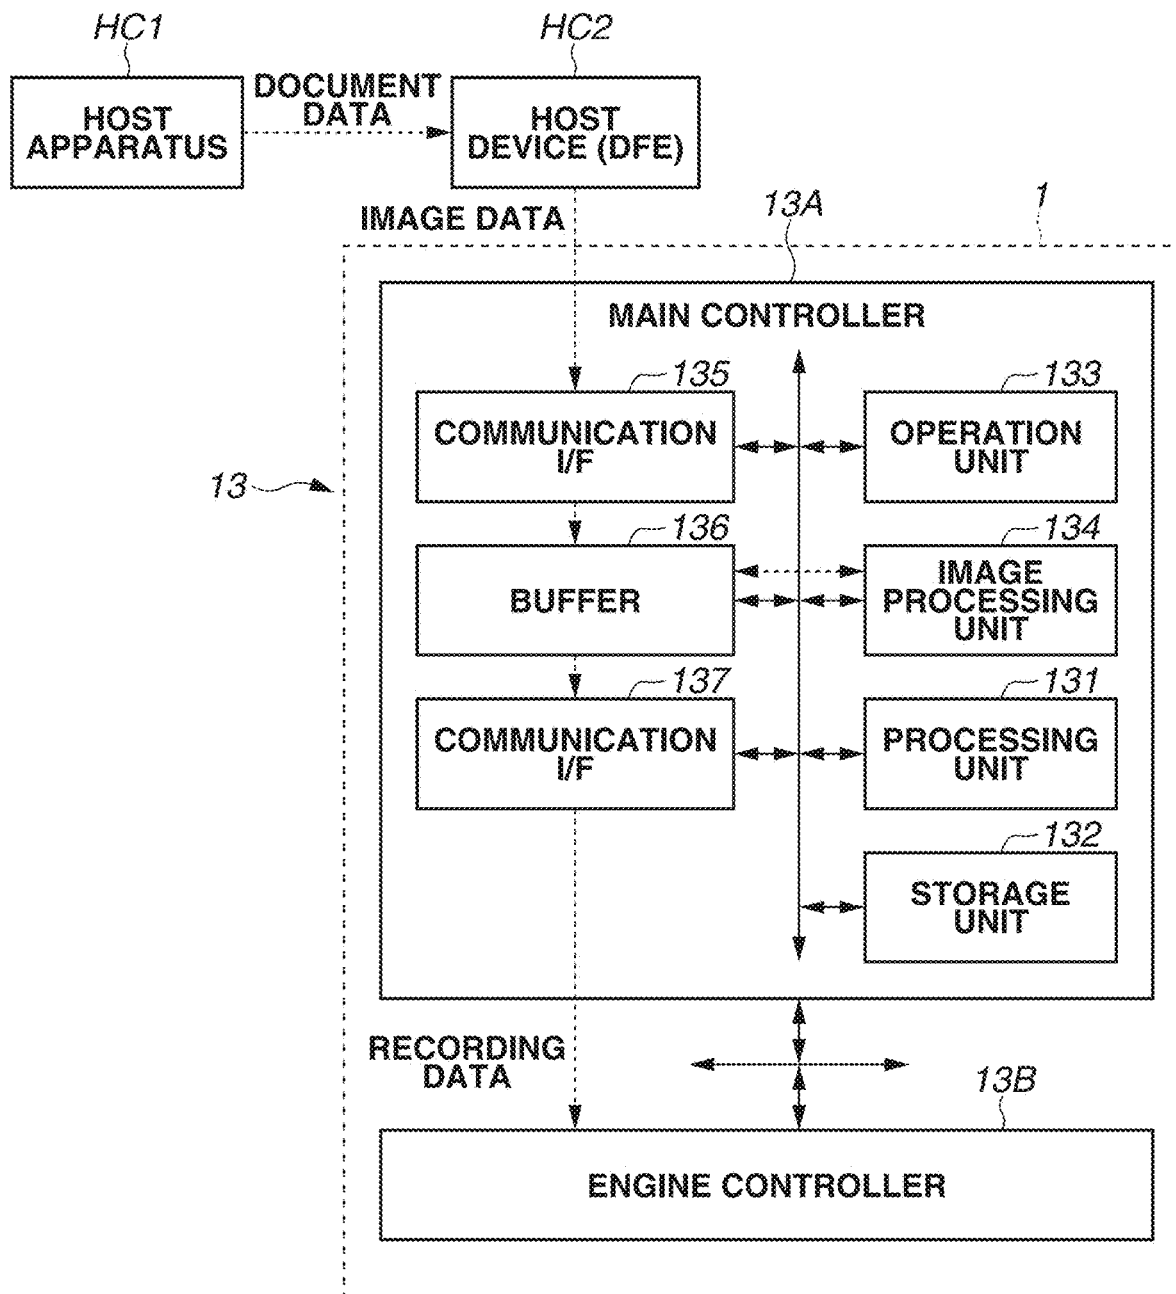 HC1
HC2
HOST
APPARATUS
DOCUMENT
DATA
HOST
DEVICE (DFE)
IMAGE DATA
13A
1
MAIN CONTROLLER
135
133
COMMUNICATION
I/F
OPERATION
UNIT
13
136
134
BUFFER
IMAGE
PROCESSING
UNIT
137
131
COMMUNICATION
I/F
PROCESSING
UNIT
132
STORAGE
UNIT
RECORDING
DATA
13B
ENGINE CONTROLLER